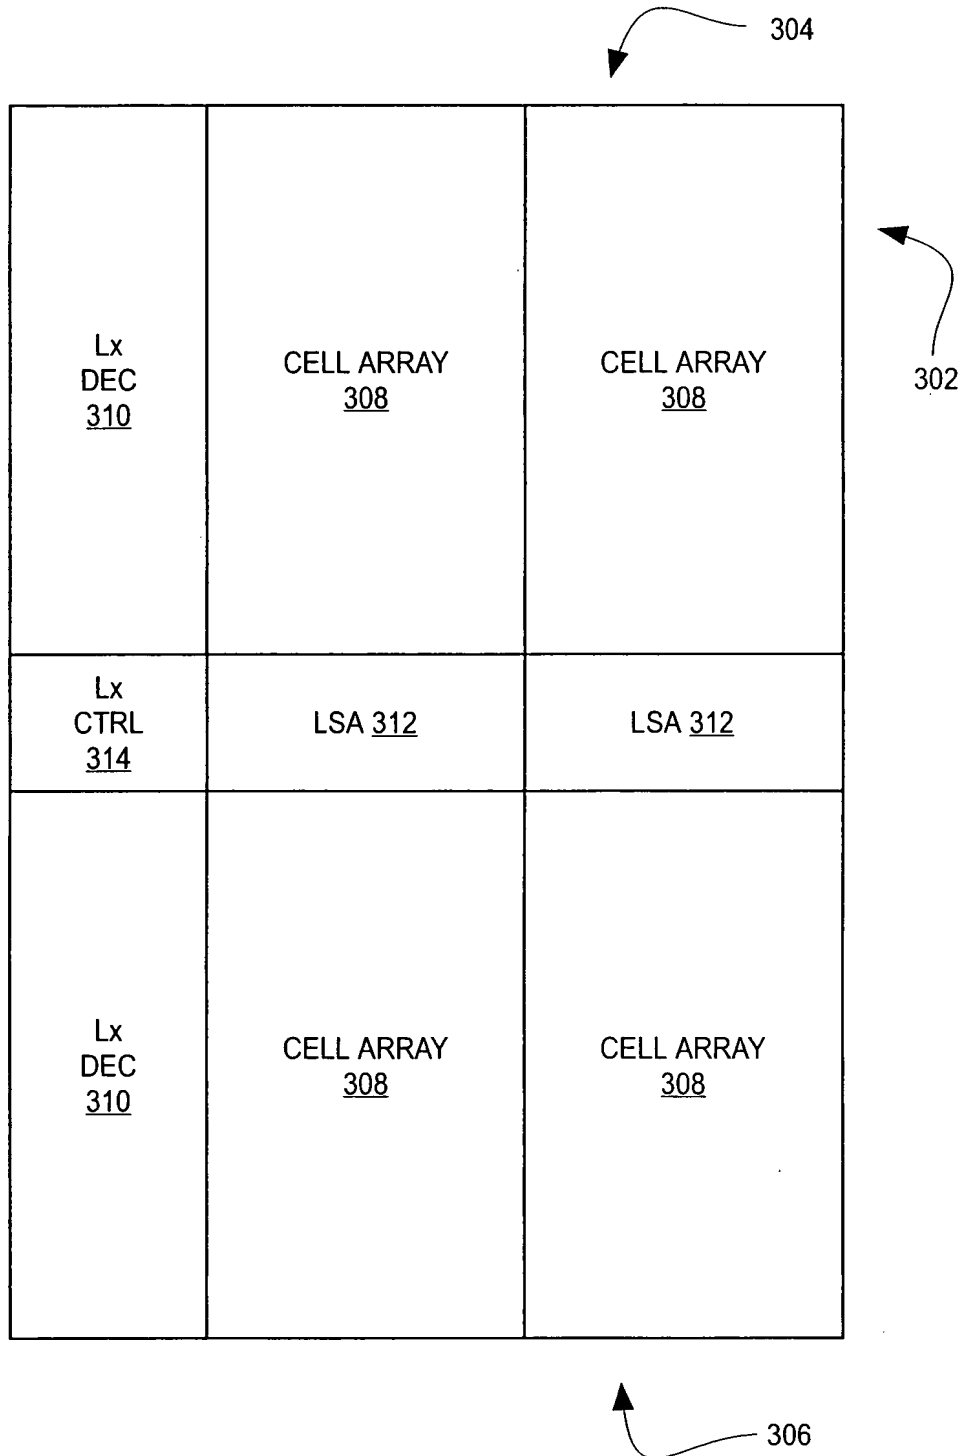 304
302
Lx
DEC
310
CELL ARRAY
308
CELL ARRAY
308
Lx
CTRL
314
LSA 312
LSA 312
Lx
DEC
310
CELL ARRAY
308
CELL ARRAY
308
306